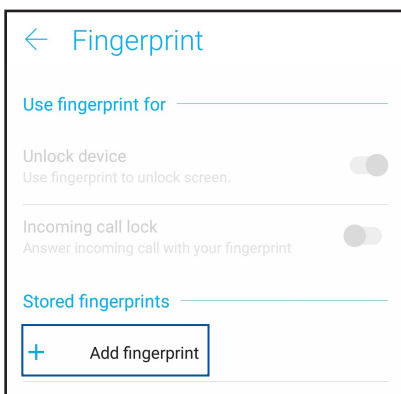 Fingerprint
Use fingerprint for
Unlock device
Use fingerprint to unlock screen.
Incoming call lock
Answer incoming call with your fingerprint
Stored fingerprints
+ Add fingerprint